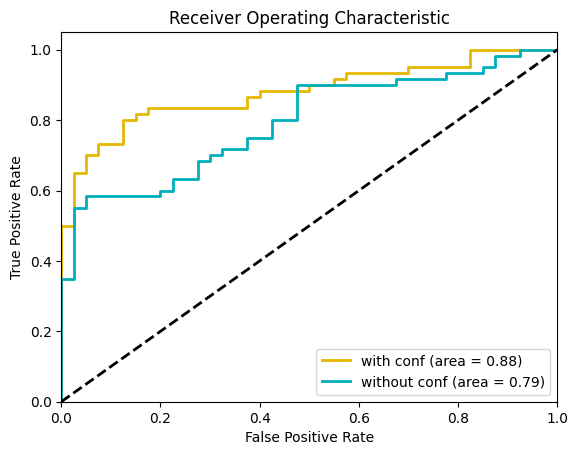 Receiver Operating Characteristic
True Positive Rate
1.0
0.8
0.6
0.4
0.2
0.0
0.0 0.2 0.4 0.6 0.8 1.0
False Positive Rate
with conf (area = 0.88)
without conf (area = 0.79)